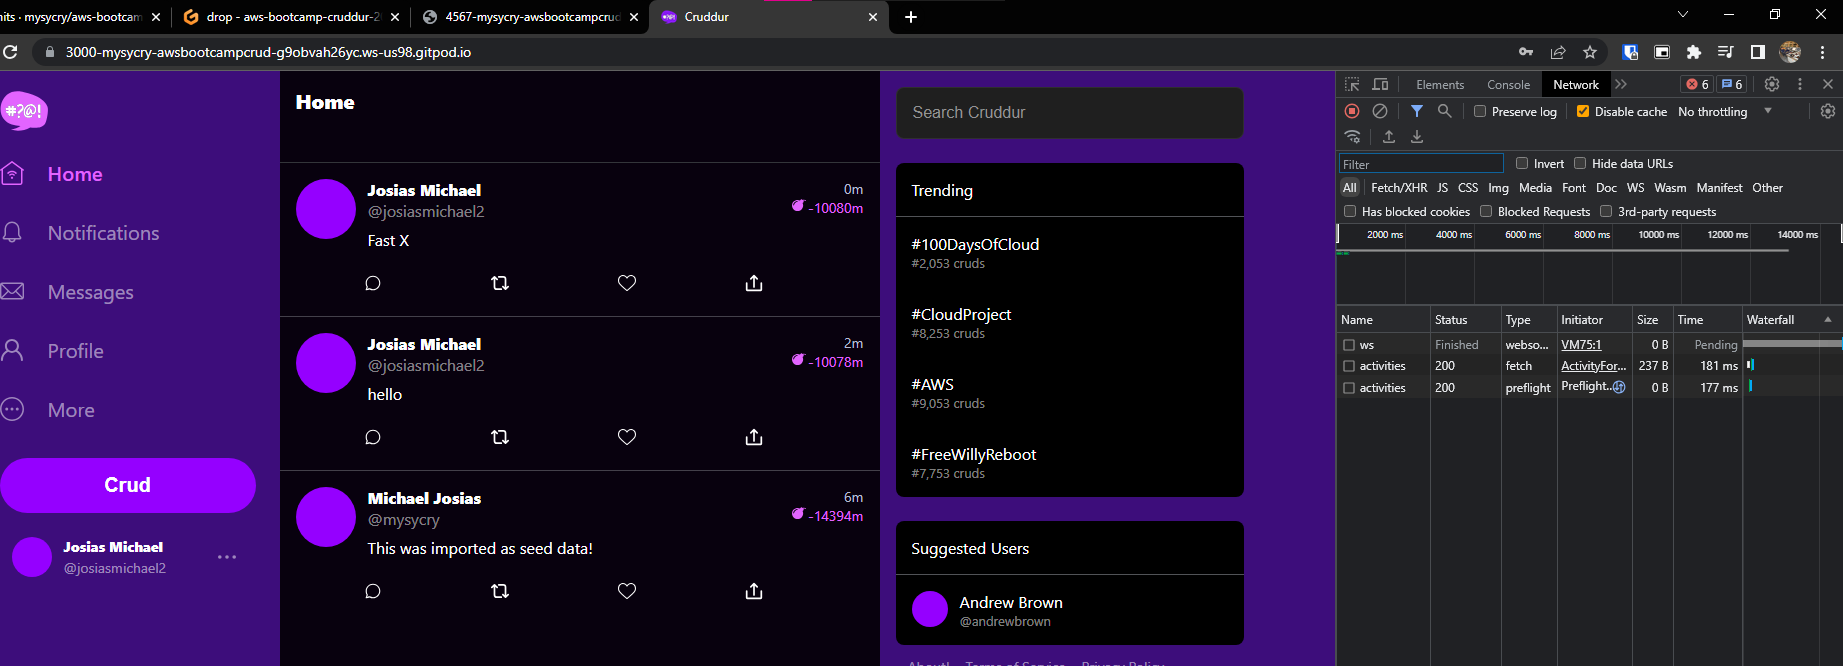 nits · mysycry/aws-bootcam
drop - aws-bootcamp-cruddur-2
4567-mysycry-awsbootcampcrud
Cruddur
3000-mysycry-awsbootcampcrud-g9obvah26yc.ws-us98.gitpod.io
#?@!
Home
Notifications
Messages
Profile
More
Crud
Josias Michael
@josiasmichael2
Home
Josias Michael
0m
@josiasmichael2
-10080m
Fast X
Josias Michael
2m
@josiasmichael2
-10078m
hello
Michael Josias
6m
@mysycry
-14394m
This was imported as seed data!
Search Cruddur
Trending
#100DaysOfCloud
#2,053 cruds
#CloudProject
#8,253 cruds
#AWS
#9,053 cruds
#FreeWillyReboot
#7,753 cruds
Suggested Users
Andrew Brown
@andrewbrown
About! Terms of Service Privacy Policy
Elements Console Network 6 6
Preserve log Disable cache No throttling
Filter Invert Hide data URLs
All Fetch/XHR JS CSS Img Media Font Doc WS Wasm Manifest Other
Has blocked cookies Blocked Requests 3rd-party requests
2000 ms 4000 ms 6000 ms 8000 ms 10000 ms 12000 ms 14000 ms
Name Status Type Initiator Size Time Waterfall
ws Finished webso... VM75:1 0 B Pending
activities 200 fetch ActivityFor... 237 B 181 ms
activities 200 preflight Preflight... 0 B 177 ms